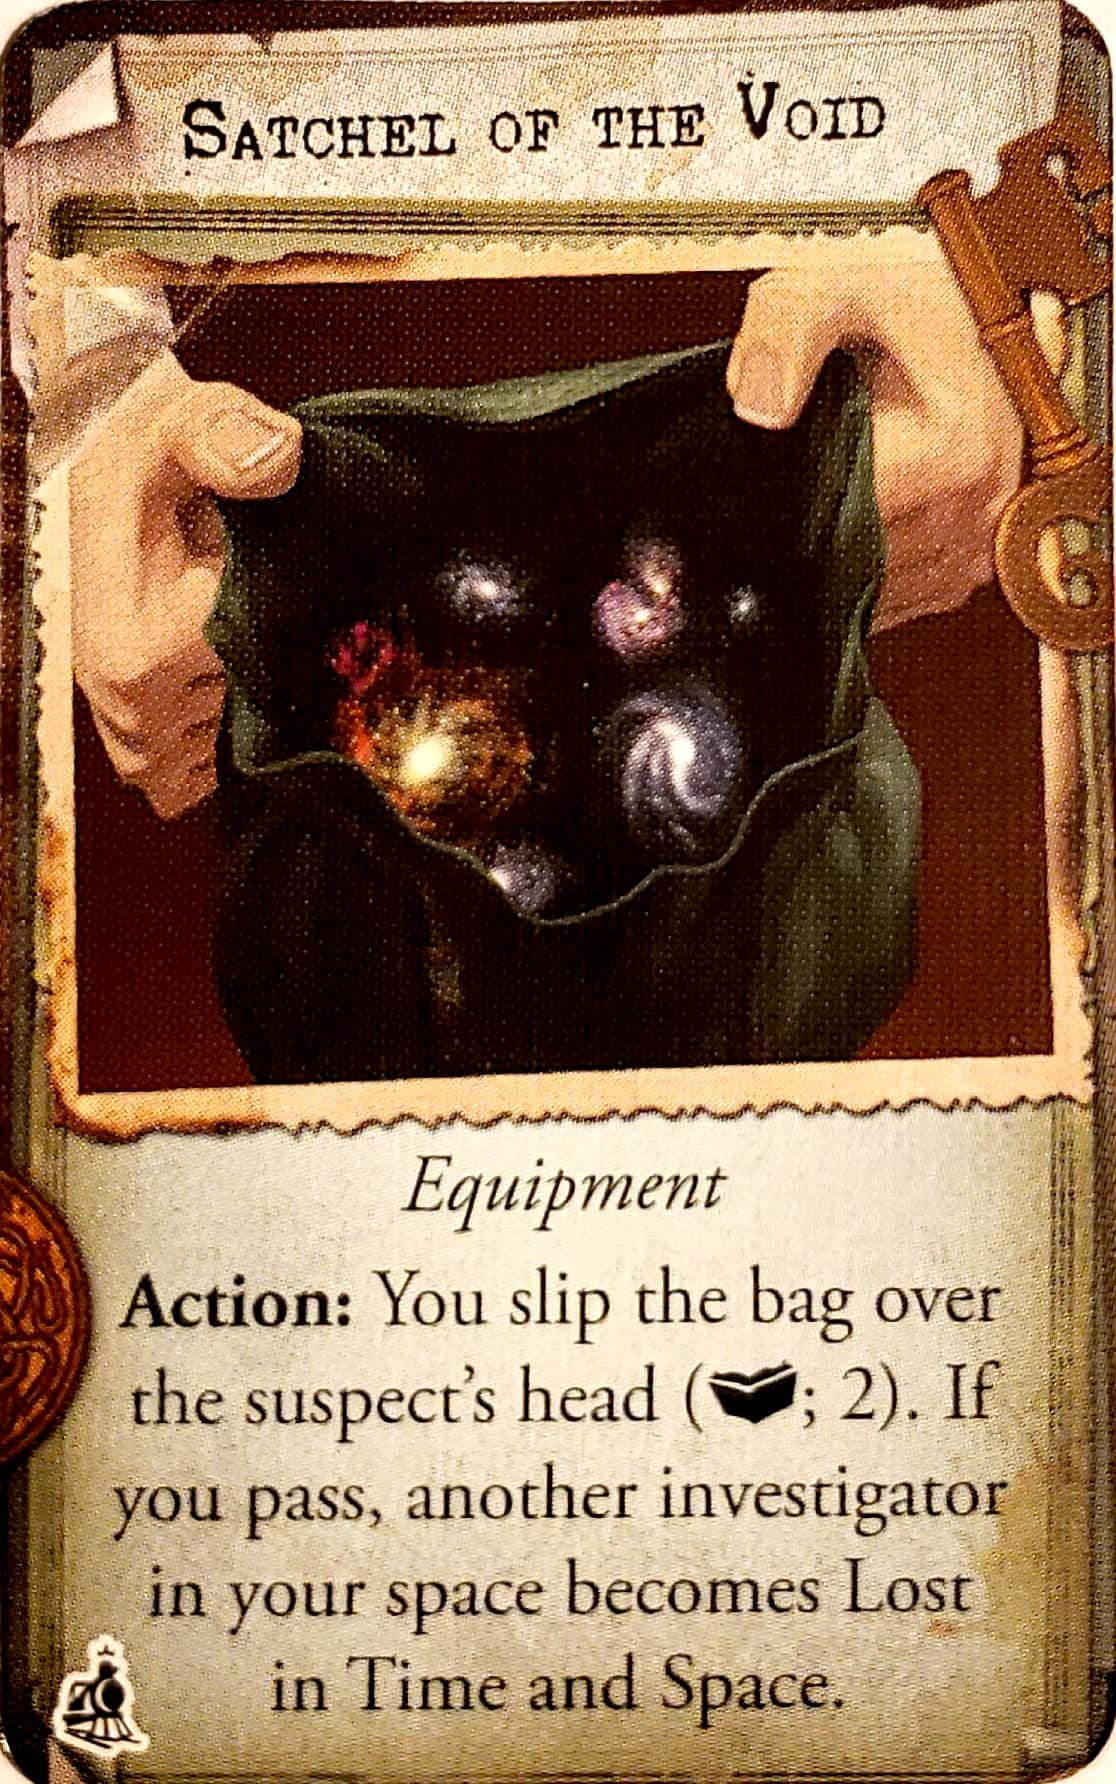 Satchel of the Void
Equipment
Action: You slip the bag over
the suspect's head ( ; 2). If
you pass, another investigator
in your space becomes Lost
in Time and Space.